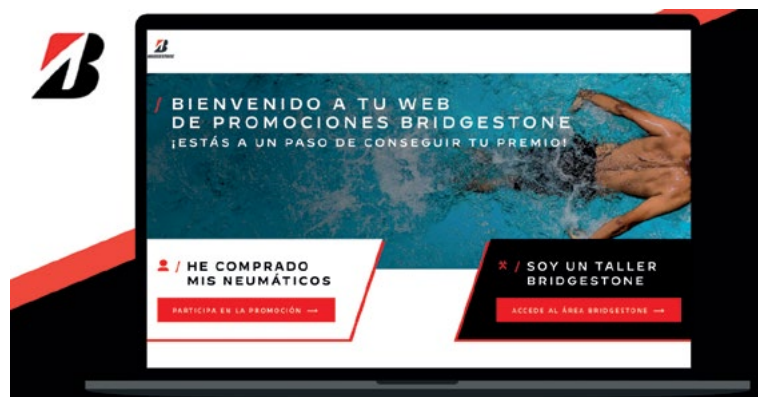 BRIDGESTONE
/ BIENVENIDO A TU WEB
DE PROMOCIONES BRIDGESTONE
¡ESTÁS A UN PASO DE CONSEGUIR TU PREMIO!
/ HE COMPRADO
MIS NEUMÁTICOS
PARTICIPA EN LA PROMOCIÓN
/ SOY UN TALLER
BRIDGESTONE
ACCEDE AL ÁREA BRIDGESTONE